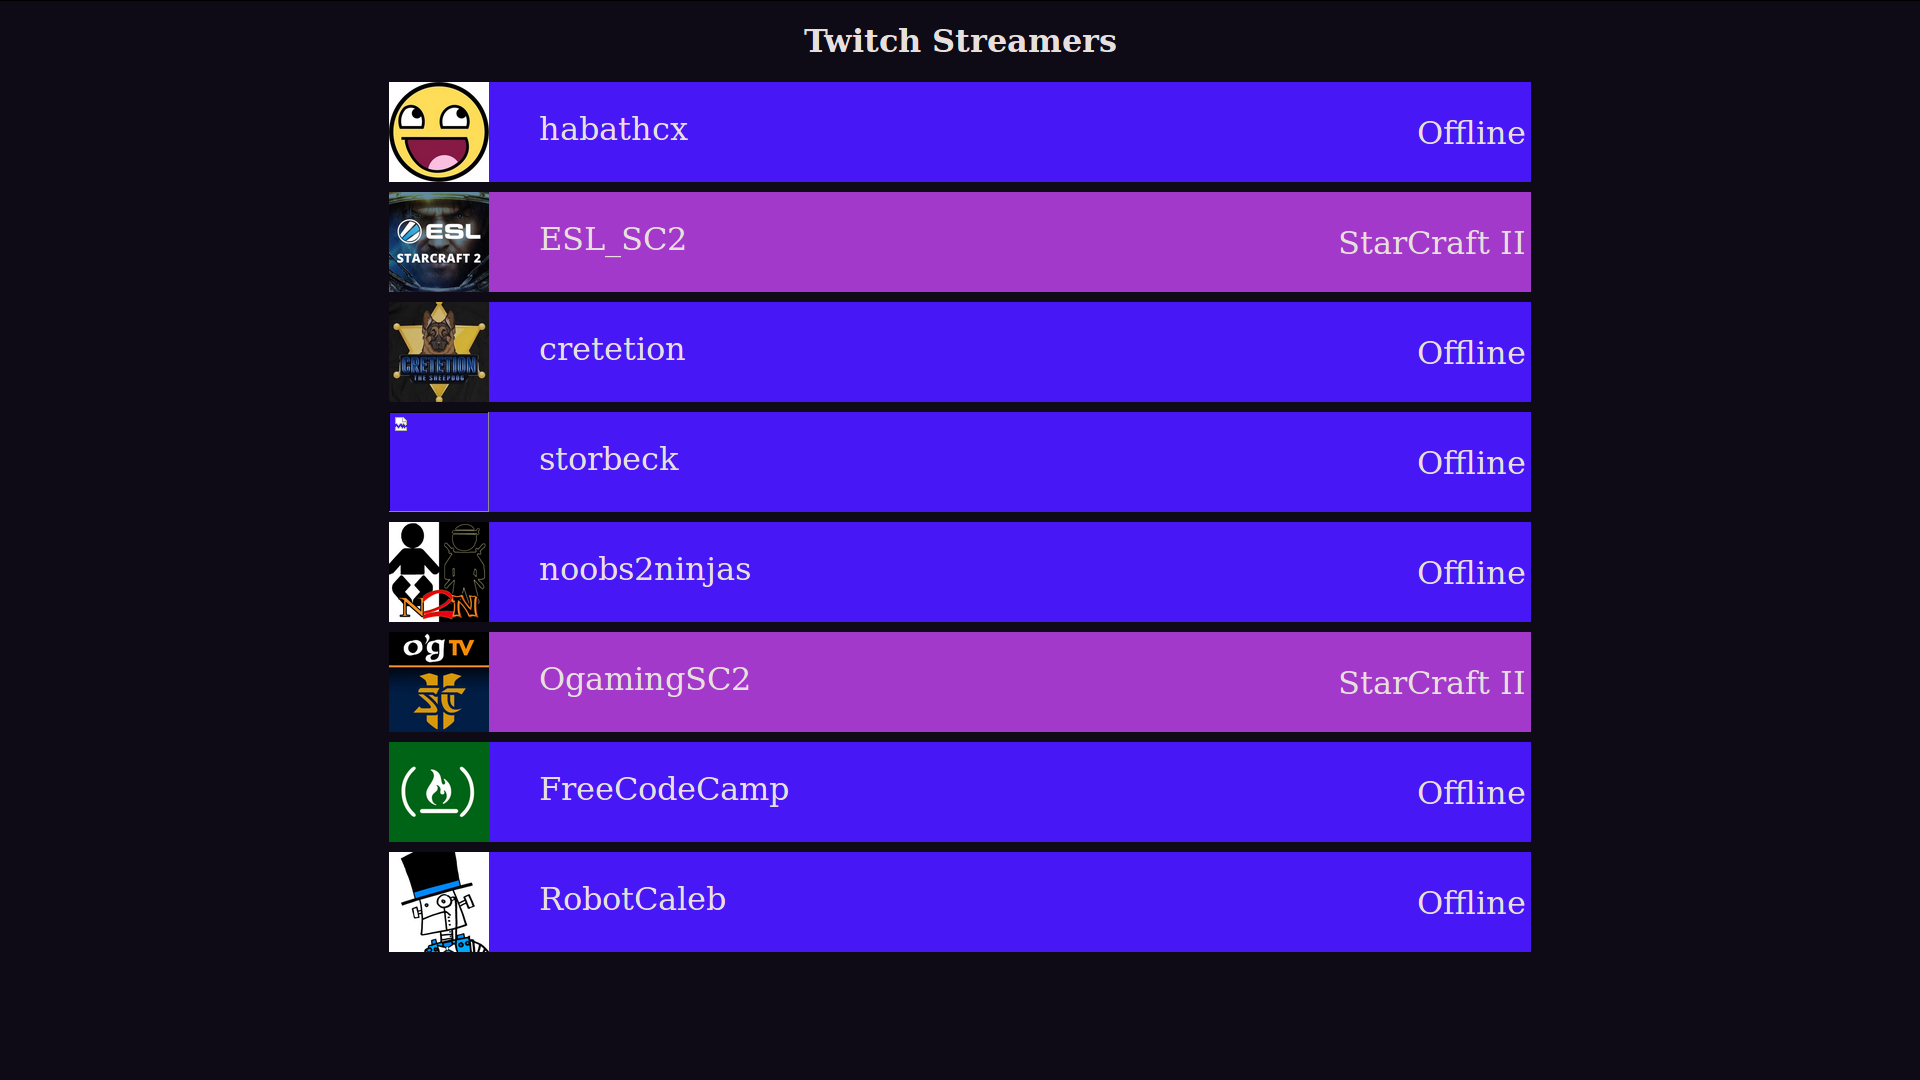 Twitch Streamers
habathcx
Offline
ESL
STARCRAFT 2
ESL_SC2
StarCraft II
CRETETION
THE SHEEPDOG
cretetion
Offline
storbeck
Offline
N2N
noobs2ninjas
Offline
o'g TV
SC
OgamingSC2
StarCraft II
FreeCodeCamp
Offline
RobotCaleb
Offline